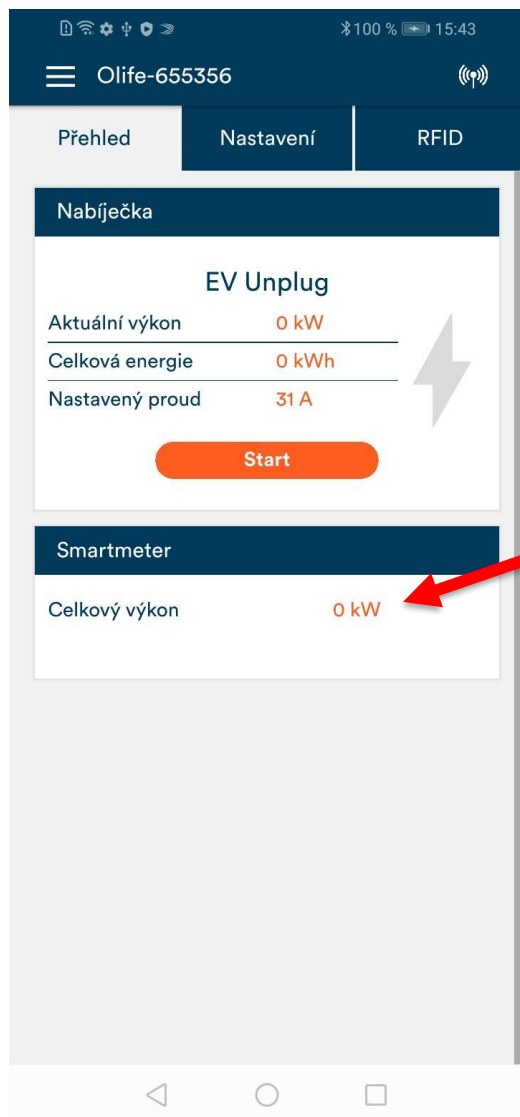 100 % 15:43
Olife-655356
Přehled Nastavení RFID
Nabíječka
EV Unplug
Aktuální výkon 0 kW
Celková energie 0 kWh
Nastavený proud 31 A
Start
Smartmeter
Celkový výkon 0 kW